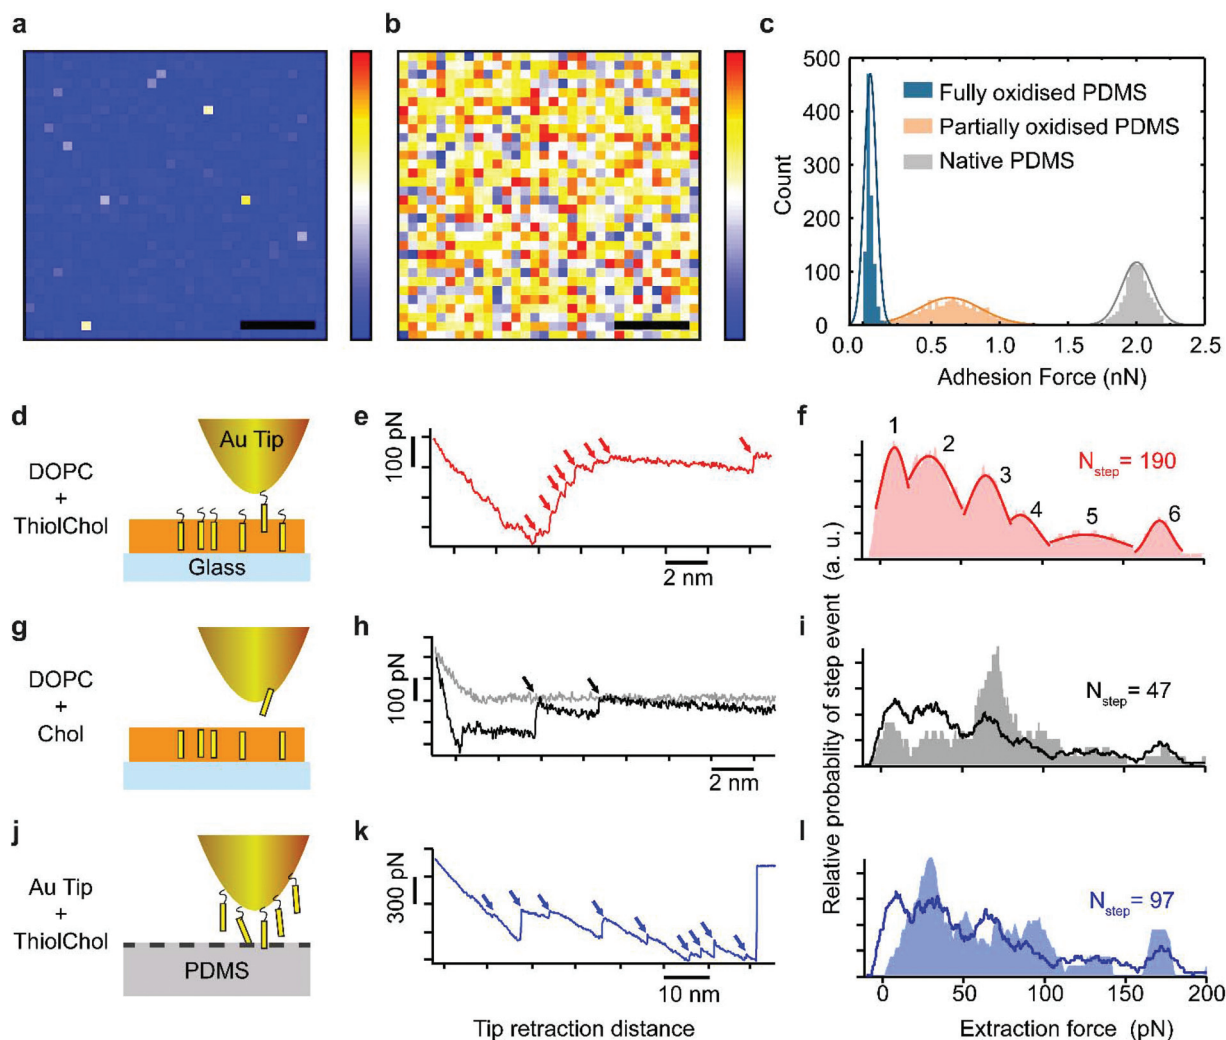 a
b
c
500
400
300
200
100
0
Count
Fully oxidised PDMS
Partially oxidised PDMS
Native PDMS
0.0 0.5 1.0 1.5 2.0 2.5
Adhesion Force (nN)
d
DOPC
+
ThiolChol
Au Tip
Glass
e
100 pN
2 nm
f
1 2 3 4 5 6
Nstep = 190
g
DOPC
+
Chol
h
100 pN
2 nm
i
Nstep = 47
j
Au Tip
+
ThiolChol
PDMS
k
300 pN
10 nm
Tip retraction distance
l
Nstep = 97
Relative probability of step event (a. u.)
0 50 100 150 200
Extraction force (pN)